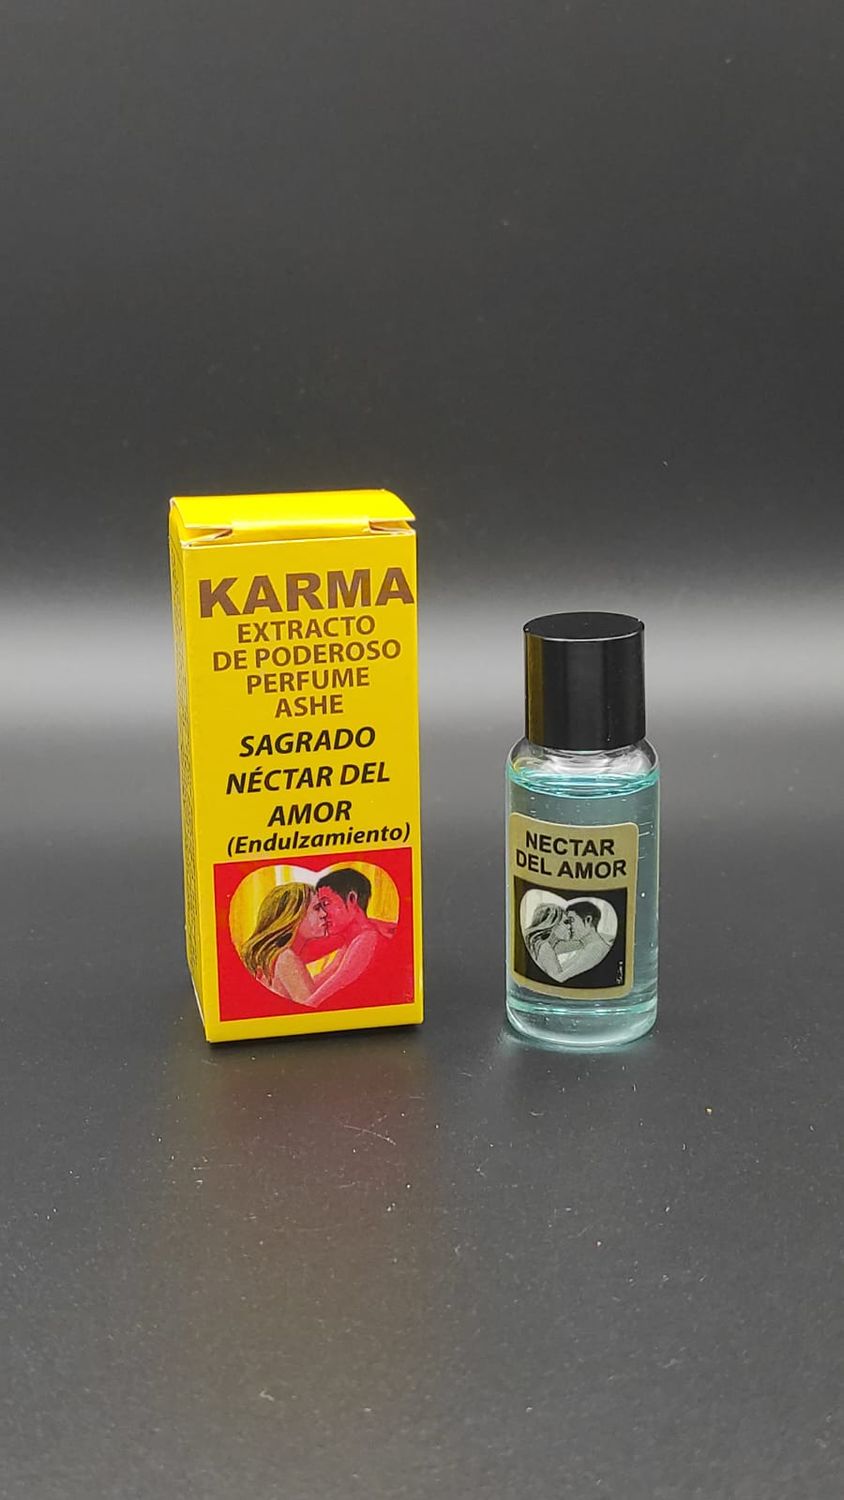 KARMA
EXTRACTO
DE PODEROSO
PERFUME
ASHE
SAGRADO
NÉCTAR DEL
AMOR
(Endulzamiento)
NECTAR
DEL AMOR